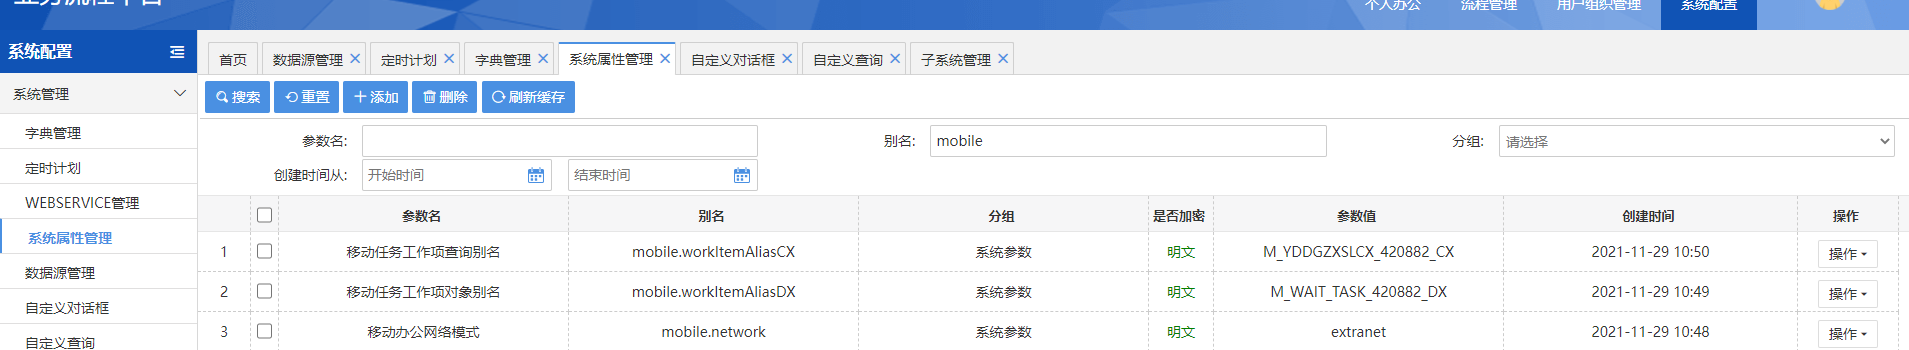 业务流程平台
个人办公 流程管理 用户组织管理 系统配置
系统配置
首页 数据源管理 定时计划 字典管理 系统属性管理 自定义对话框 自定义查询 子系统管理
系统管理
字典管理
定时计划
WEBSERVICE管理
系统属性管理
数据源管理
自定义对话框
自定义查询
搜索 重置 添加 删除 刷新缓存
参数名: 别名: mobile 分组: 请选择
创建时间从: 开始时间 结束时间
参数名 别名 分组 是否加密 参数值 创建时间 操作
1 移动任务工作项查询别名 mobile.workItemAliasCX 系统参数 明文 M_YDDGZXSLCX_420882_CX 2021-11-29 10:50 操作
2 移动任务工作项对象别名 mobile.workItemAliasDX 系统参数 明文 M_WAIT_TASK_420882_DX 2021-11-29 10:49 操作
3 移动办公网络模式 mobile.network 系统参数 明文 extranet 2021-11-29 10:48 操作